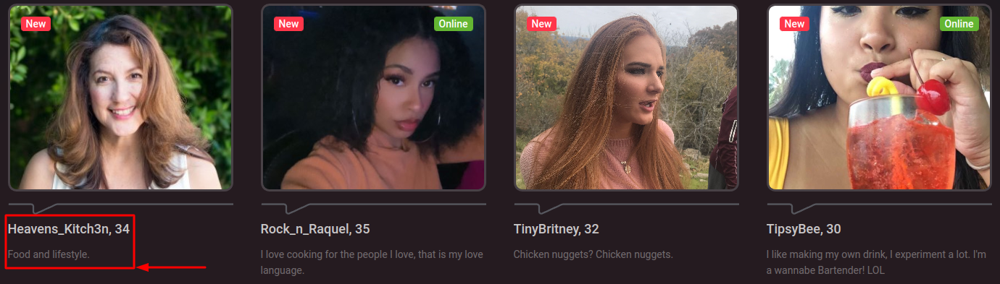 New
New
Online
New
New
Online
Heavens_Kitch3n, 34
Food and lifestyle.
Rock_n_Raquel, 35
I love cooking for the people I love, that is my love
language.
TinyBritney, 32
Chicken nuggets? Chicken nuggets.
TipsyBee, 30
I like making my own drink, I experiment a lot. I'm
a wannabe Bartender! LOL